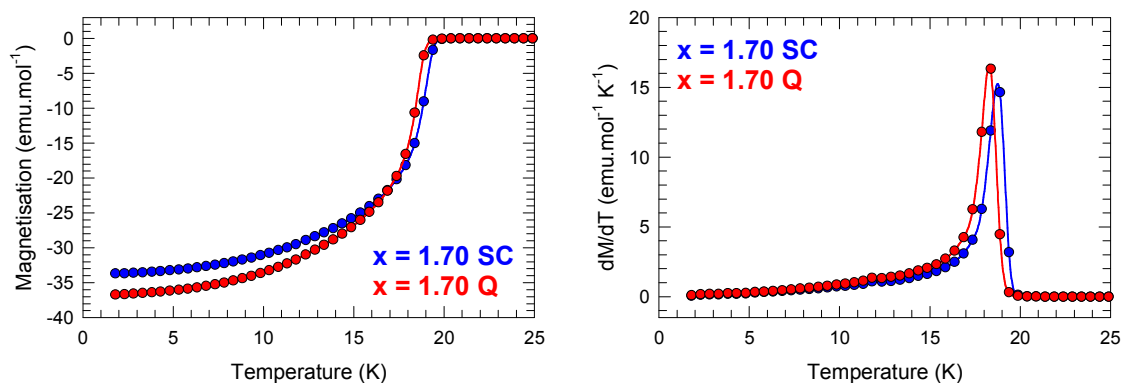 Magnetisation (emu.mol⁻¹)
0
-5
-10
-15
-20
-25
-30
-35
-40
x = 1.70 SC
x = 1.70 Q
0 5 10 15 20 25
Temperature (K)
dM/dT (emu.mol⁻¹ K⁻¹)
20
15
10
5
0
x = 1.70 SC
x = 1.70 Q
0 5 10 15 20 25
Temperature (K)